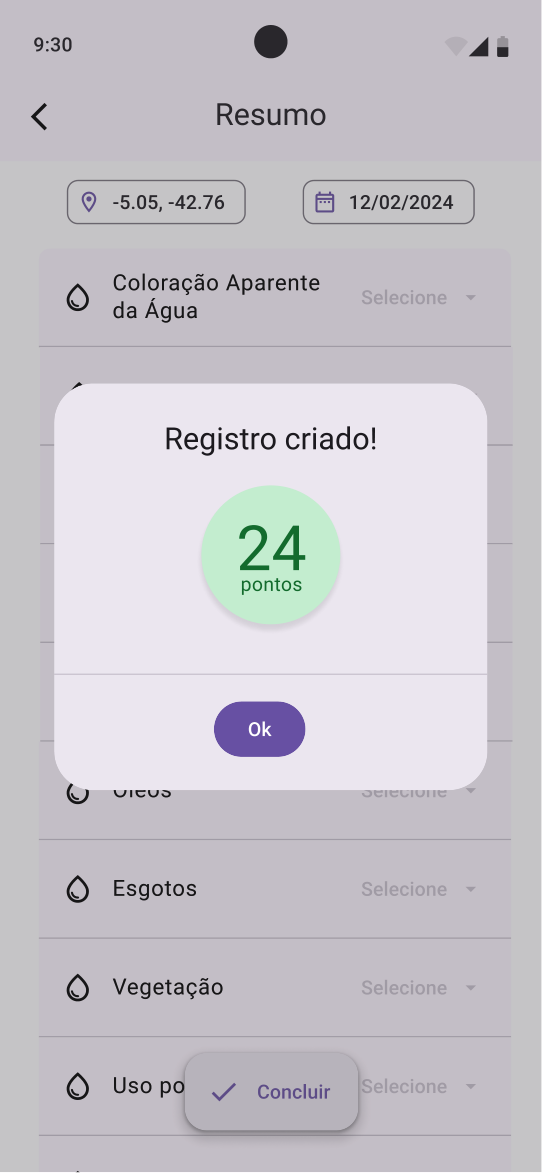 9:30
Resumo
-5.05, -42.76
12/02/2024
Coloração Aparente
da Água
Selecione
Registro criado!
24
pontos
Ok
Óleos
Selecione
Esgotos
Selecione
Vegetação
Selecione
Uso po
Selecione
Concluir